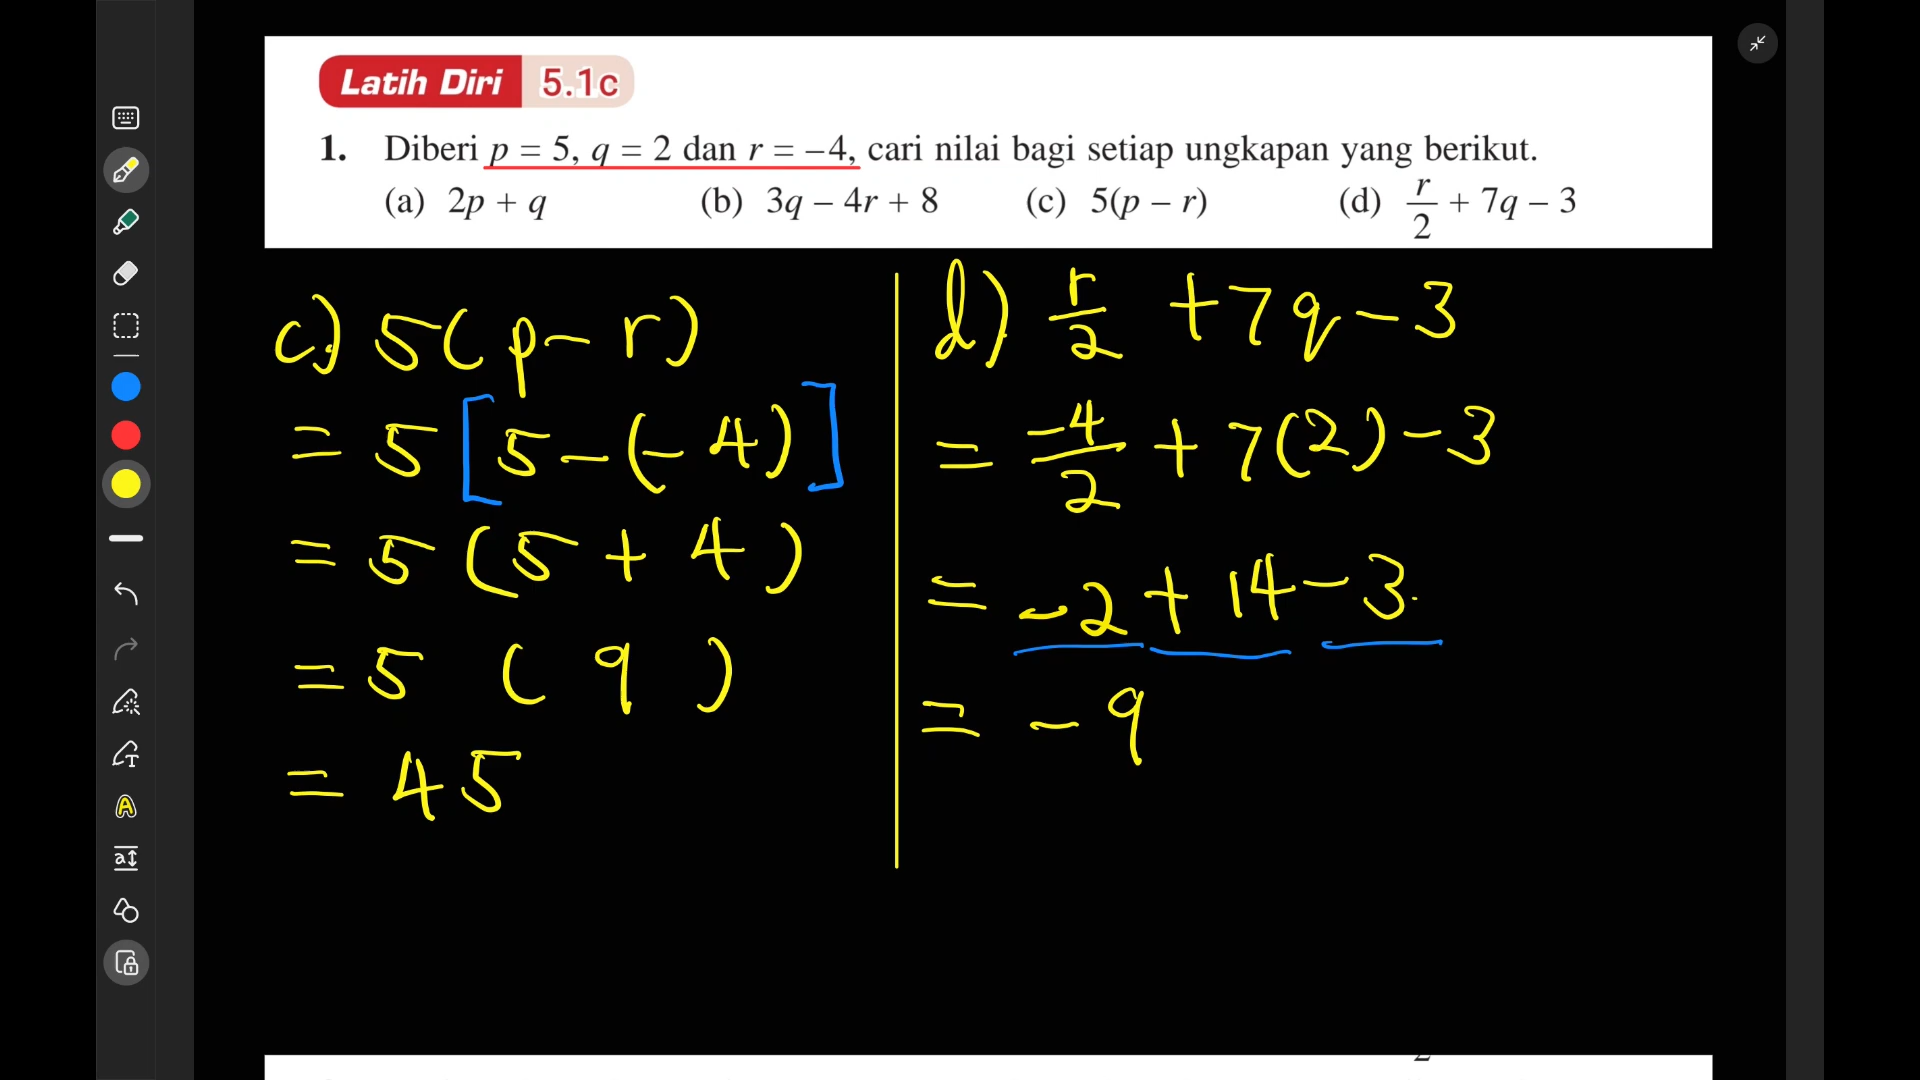 Latih Diri 5.1c
1. Diberi p = 5, q = 2 dan r = –4, cari nilai bagi setiap ungkapan yang berikut.
(a) 2p + q (b) 3q – 4r + 8 (c) 5(p – r) (d) r/2 + 7q – 3
c) 5(p – r)
= 5[5 – (– 4)]
= 5(5 + 4)
= 5(9)
= 45
d) r/2 + 7q – 3
= –4/2 + 7(2) – 3
= –2 + 14 – 3
= – 9